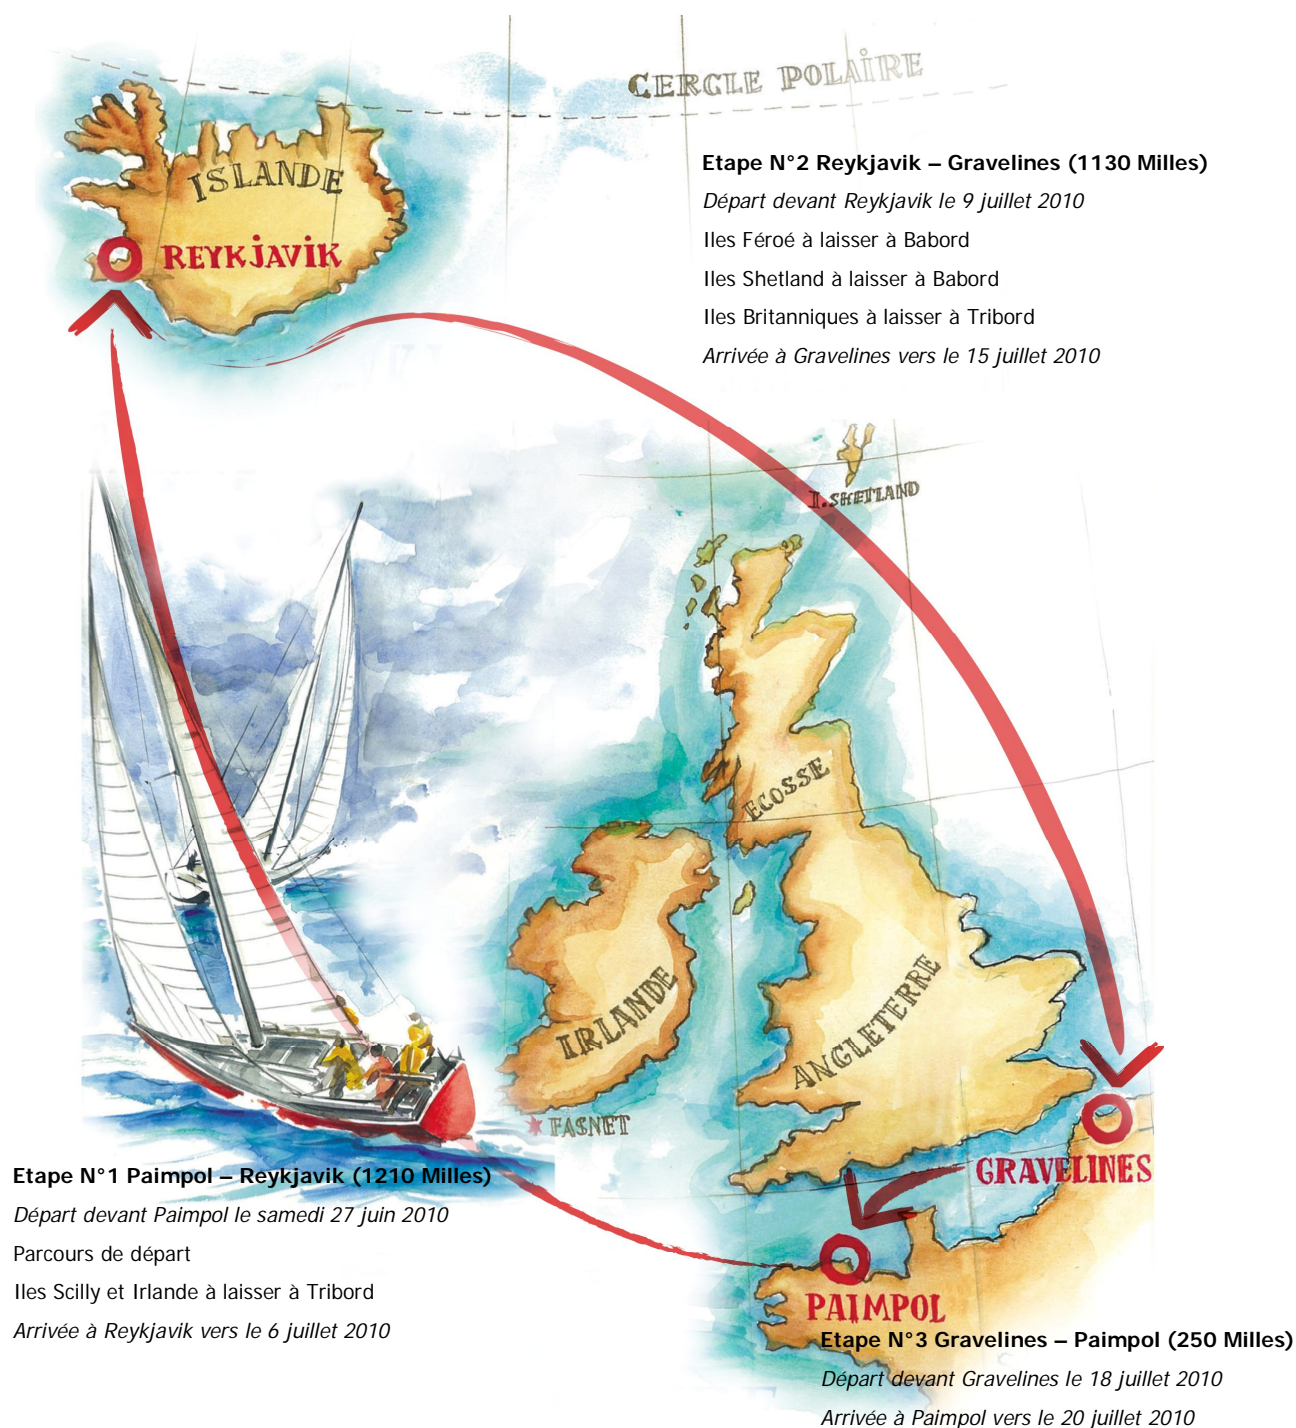 CERCLE POLAIRE
Etape N°2 Reykjavik – Gravelines (1130 Milles)
Départ devant Reykjavik le 9 juillet 2010
Iles Féroé à laisser à Babord
Iles Shetland à laisser à Babord
Iles Britanniques à laisser à Tribord
Arrivée à Gravelines vers le 15 juillet 2010
ISLANDE
REYKJAVIK
I. SHETLAND
ECOSSE
IRLANDE
ANGLETERRE
FASNET
GRAVELINES
Etape N°1 Paimpol – Reykjavik (1210 Milles)
Départ devant Paimpol le samedi 27 juin 2010
Parcours de départ
Iles Scilly et Irlande à laisser à Tribord
Arrivée à Reykjavik vers le 6 juillet 2010
PAIMPOL
Etape N°3 Gravelines – Paimpol (250 Milles)
Départ devant Gravelines le 18 juillet 2010
Arrivée à Paimpol vers le 20 juillet 2010